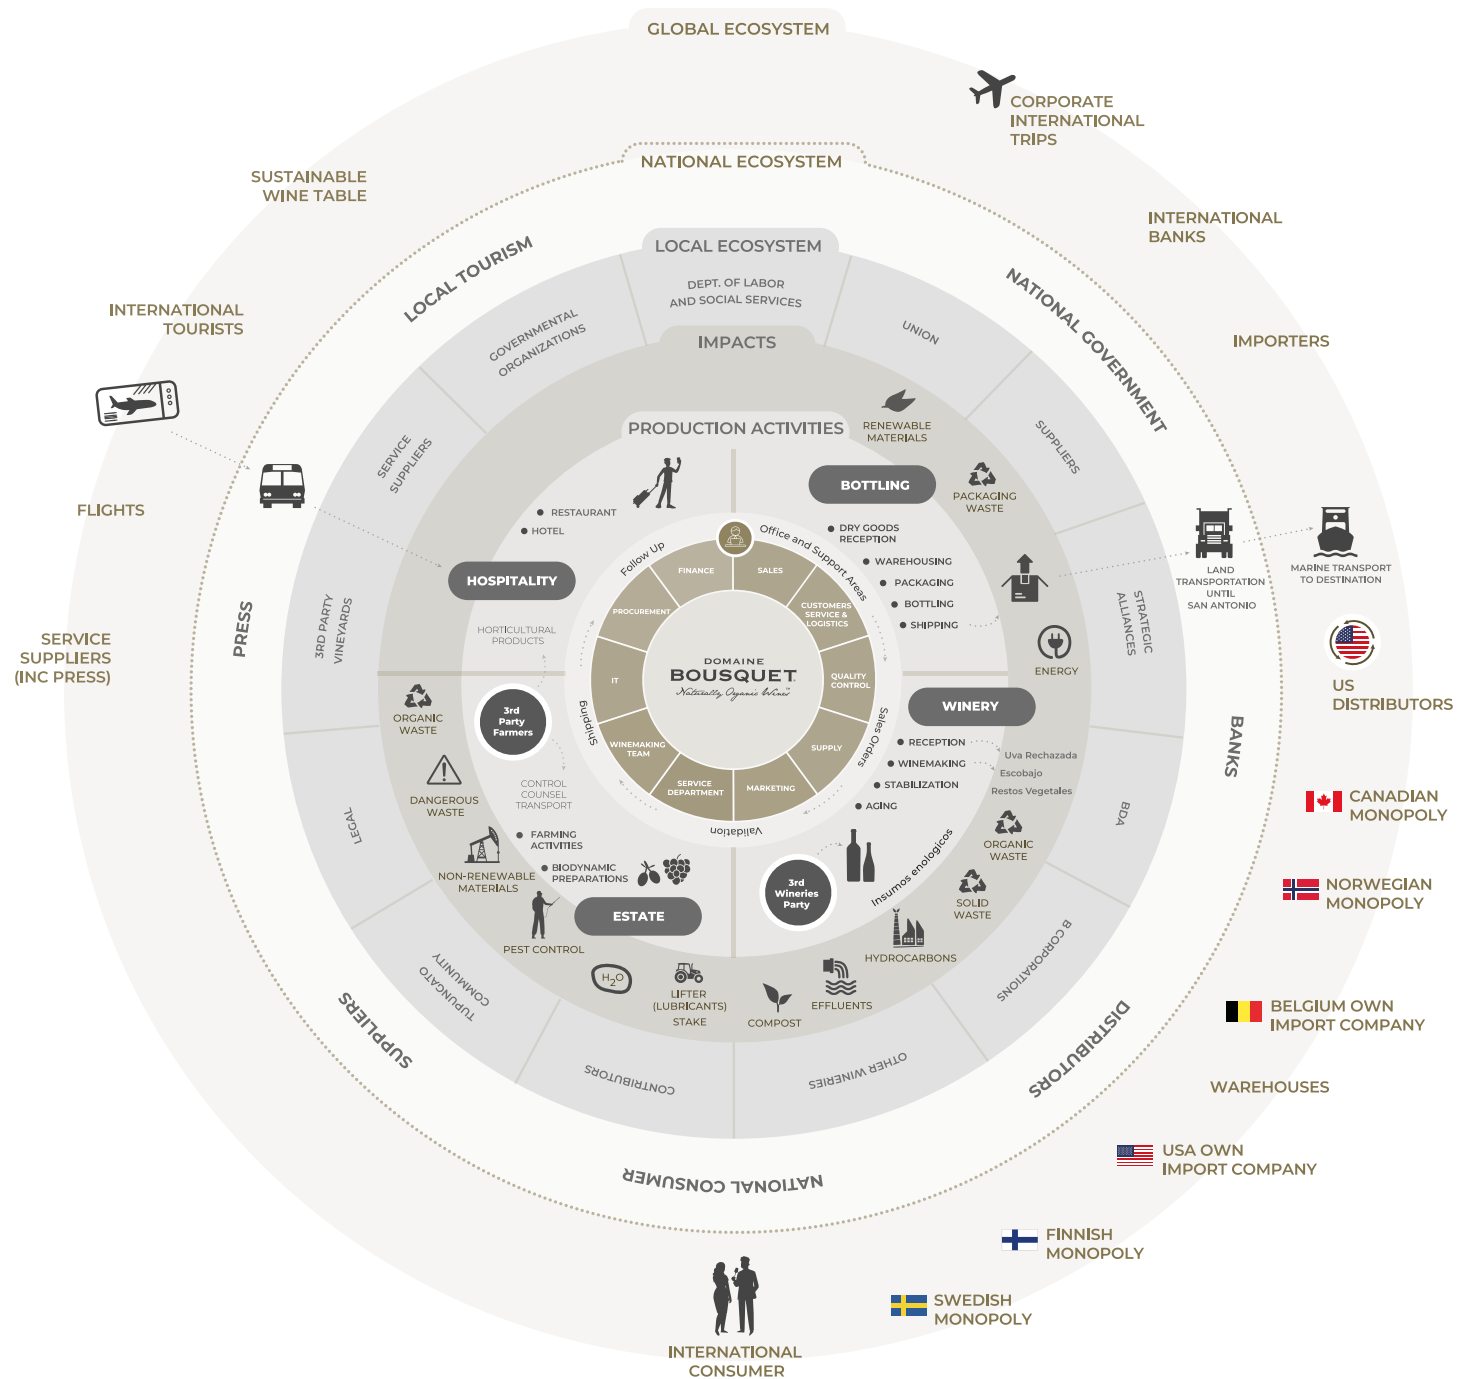 GLOBAL ECOSYSTEM
CORPORATE
INTERNATIONAL
TRIPS
NATIONAL ECOSYSTEM
SUSTAINABLE
WINE TABLE
INTERNATIONAL
BANKS
LOCAL TOURISM
LOCAL ECOSYSTEM
NATIONAL GOVERNMENT
DEPT. OF LABOR
AND SOCIAL SERVICES
GOVERNMENTAL
ORGANIZATIONS
UNION
INTERNATIONAL
TOURISTS
IMPORTERS
IMPACTS
RENEWABLE
MATERIALS
PRODUCTION ACTIVITIES
SERVICE
SUPPLIERS
SUPPLIERS
BOTTLING
PACKAGING
WASTE
FLIGHTS
RESTAURANT
HOTEL
DRY GOODS
RECEPTION
Follow Up
Office and Support Areas
WAREHOUSING
PACKAGING
BOTTLING
SHIPPING
LAND
TRANSPORTATION
UNTIL
SAN ANTONIO
MARINE TRANSPORT
TO DESTINATION
HOSPITALITY
FINANCE
SALES
PROCUREMENT
CUSTOMERS
SERVICE &
LOGISTICS
HORTICULTURAL
PRODUCTS
PRESS
3RD PARTY
VINEYARDS
STRATEGIC
ALLIANCES
SERVICE
SUPPLIERS
(INC PRESS)
ENERGY
DOMAINE
BOUSQUET
Naturally Organic Wines
TM
IT
QUALITY
CONTROL
US
DISTRIBUTORS
ORGANIC
WASTE
3rd
Party
Farmers
WINERY
Shipping
Sales Orders
RECEPTION
WINEMAKING
STABILIZATION
AGING
Uva Rechazada
Escobajo
Restos Vegetales
BANKS
WINEMAKING
TEAM
SUPPLY
SERVICE
DEPARTMENT
MARKETING
Validation
CONTROL
COUNSEL
TRANSPORT
DANGEROUS
WASTE
LEGAL
BDA
CANADIAN
MONOPOLY
FARMING
ACTIVITIES
BIODYNAMIC
PREPARATIONS
NON-RENEWABLE
MATERIALS
ORGANIC
WASTE
3rd
Wineries
Party
Insumos enologicos
SOLID
WASTE
NORWEGIAN
MONOPOLY
ESTATE
PEST CONTROL
HYDROCARBONS
B CORPORATIONS
TUPUNGATO
COMMUNITY
H2O
LIFTER
(LUBRICANTS)
STAKE
COMPOST
EFFLUENTS
SUPPLIERS
DISTRIBUTORS
BELGIUM OWN
IMPORT COMPANY
CONTRIBUTORS
OTHER WINERIES
WAREHOUSES
USA OWN
IMPORT COMPANY
NATIONAL CONSUMER
FINNISH
MONOPOLY
SWEDISH
MONOPOLY
INTERNATIONAL
CONSUMER